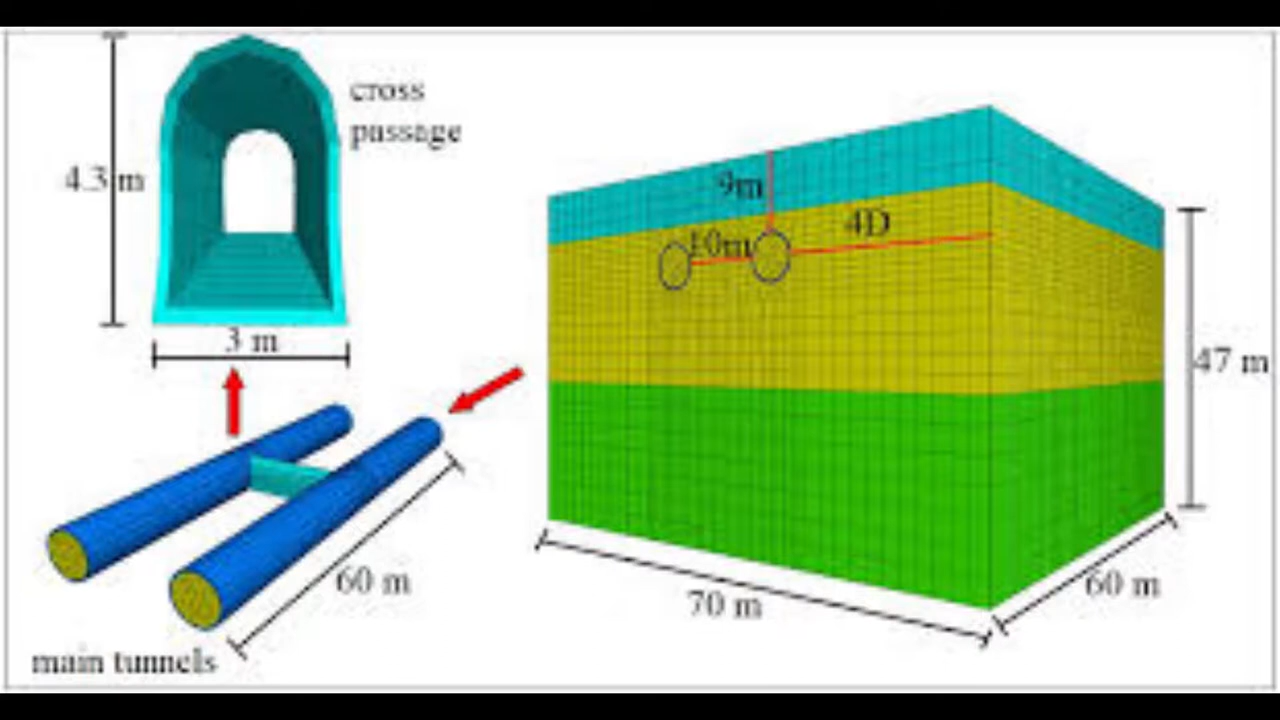 cross
passage
4.3 m
3 m
60 m
main tunnels
9m
10m
4D
47 m
70 m
60 m